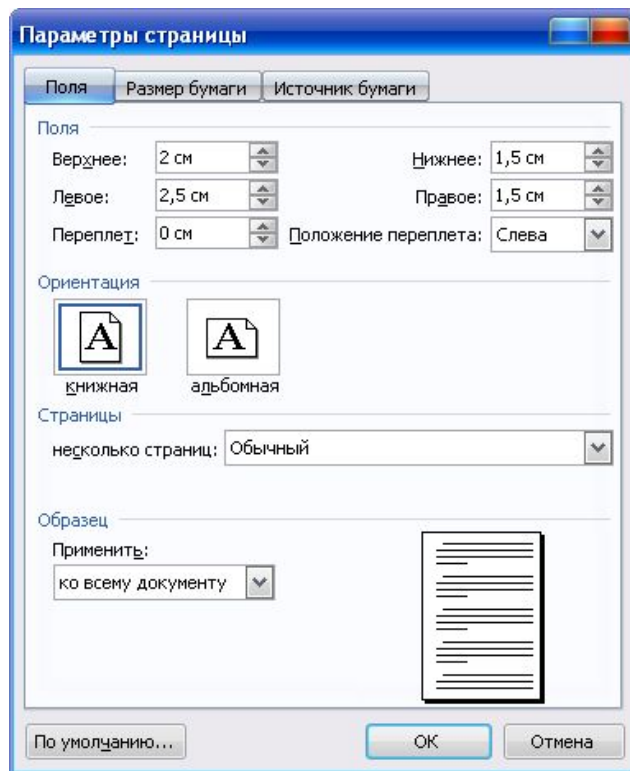 Параметры страницы
Поля Размер бумаги Источник бумаги
Поля
Верхнее: 2 см Нижнее: 1,5 см
Левое: 2,5 см Правое: 1,5 см
Переплет: 0 см Положение переплета: Слева
Ориентация
A A
книжная альбомная
Страницы
несколько страниц: Обычный
Образец
Применить:
ко всему документу
По умолчанию... ОК Отмена